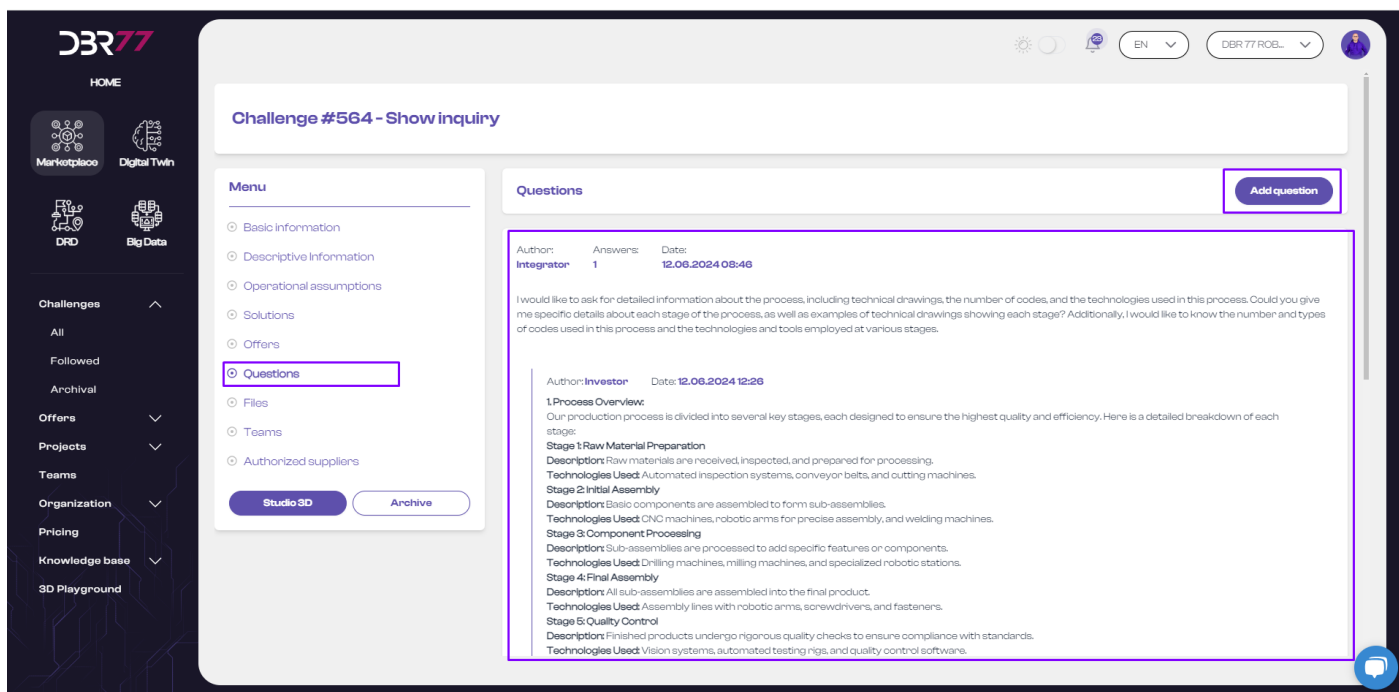 DBR77
HOME
Marketplace
Digital Twin
DRD
Big Data
Challenges
All
Followed
Archival
Offers
Projects
Teams
Organization
Pricing
Knowledge base
3D Playground
23
EN
DBR 77 ROB...
Challenge #564 - Show inquiry
Menu
Basic information
Descriptive Information
Operational assumptions
Solutions
Offers
Questions
Files
Teams
Authorized suppliers
Studio 3D
Archive
Questions
Add question
Author: Answers: Date:
Integrator 1 12.06.2024 08:46
I would like to ask for detailed information about the process, including technical drawings, the number of codes, and the technologies used in this process. Could you give
me specific details about each stage of the process, as well as examples of technical drawings showing each stage? Additionally, I would like to know the number and types
of codes used in this process and the technologies and tools employed at various stages.
Author: Investor Date: 12.06.2024 12:26
1. Process Overview:
Our production process is divided into several key stages, each designed to ensure the highest quality and efficiency. Here is a detailed breakdown of each
stage:
Stage 1: Raw Material Preparation
Description: Raw materials are received, inspected, and prepared for processing.
Technologies Used: Automated inspection systems, conveyor belts, and cutting machines.
Stage 2: Initial Assembly
Description: Basic components are assembled to form sub-assemblies.
Technologies Used: CNC machines, robotic arms for precise assembly, and welding machines.
Stage 3: Component Processing
Description: Sub-assemblies are processed to add specific features or components.
Technologies Used: Drilling machines, milling machines, and specialized robotic stations.
Stage 4: Final Assembly
Description: All sub-assemblies are assembled into the final product.
Technologies Used: Assembly lines with robotic arms, screwdrivers, and fasteners.
Stage 5: Quality Control
Description: Finished products undergo rigorous quality checks to ensure compliance with standards.
Technologies Used: Vision systems, automated testing rigs, and quality control software.